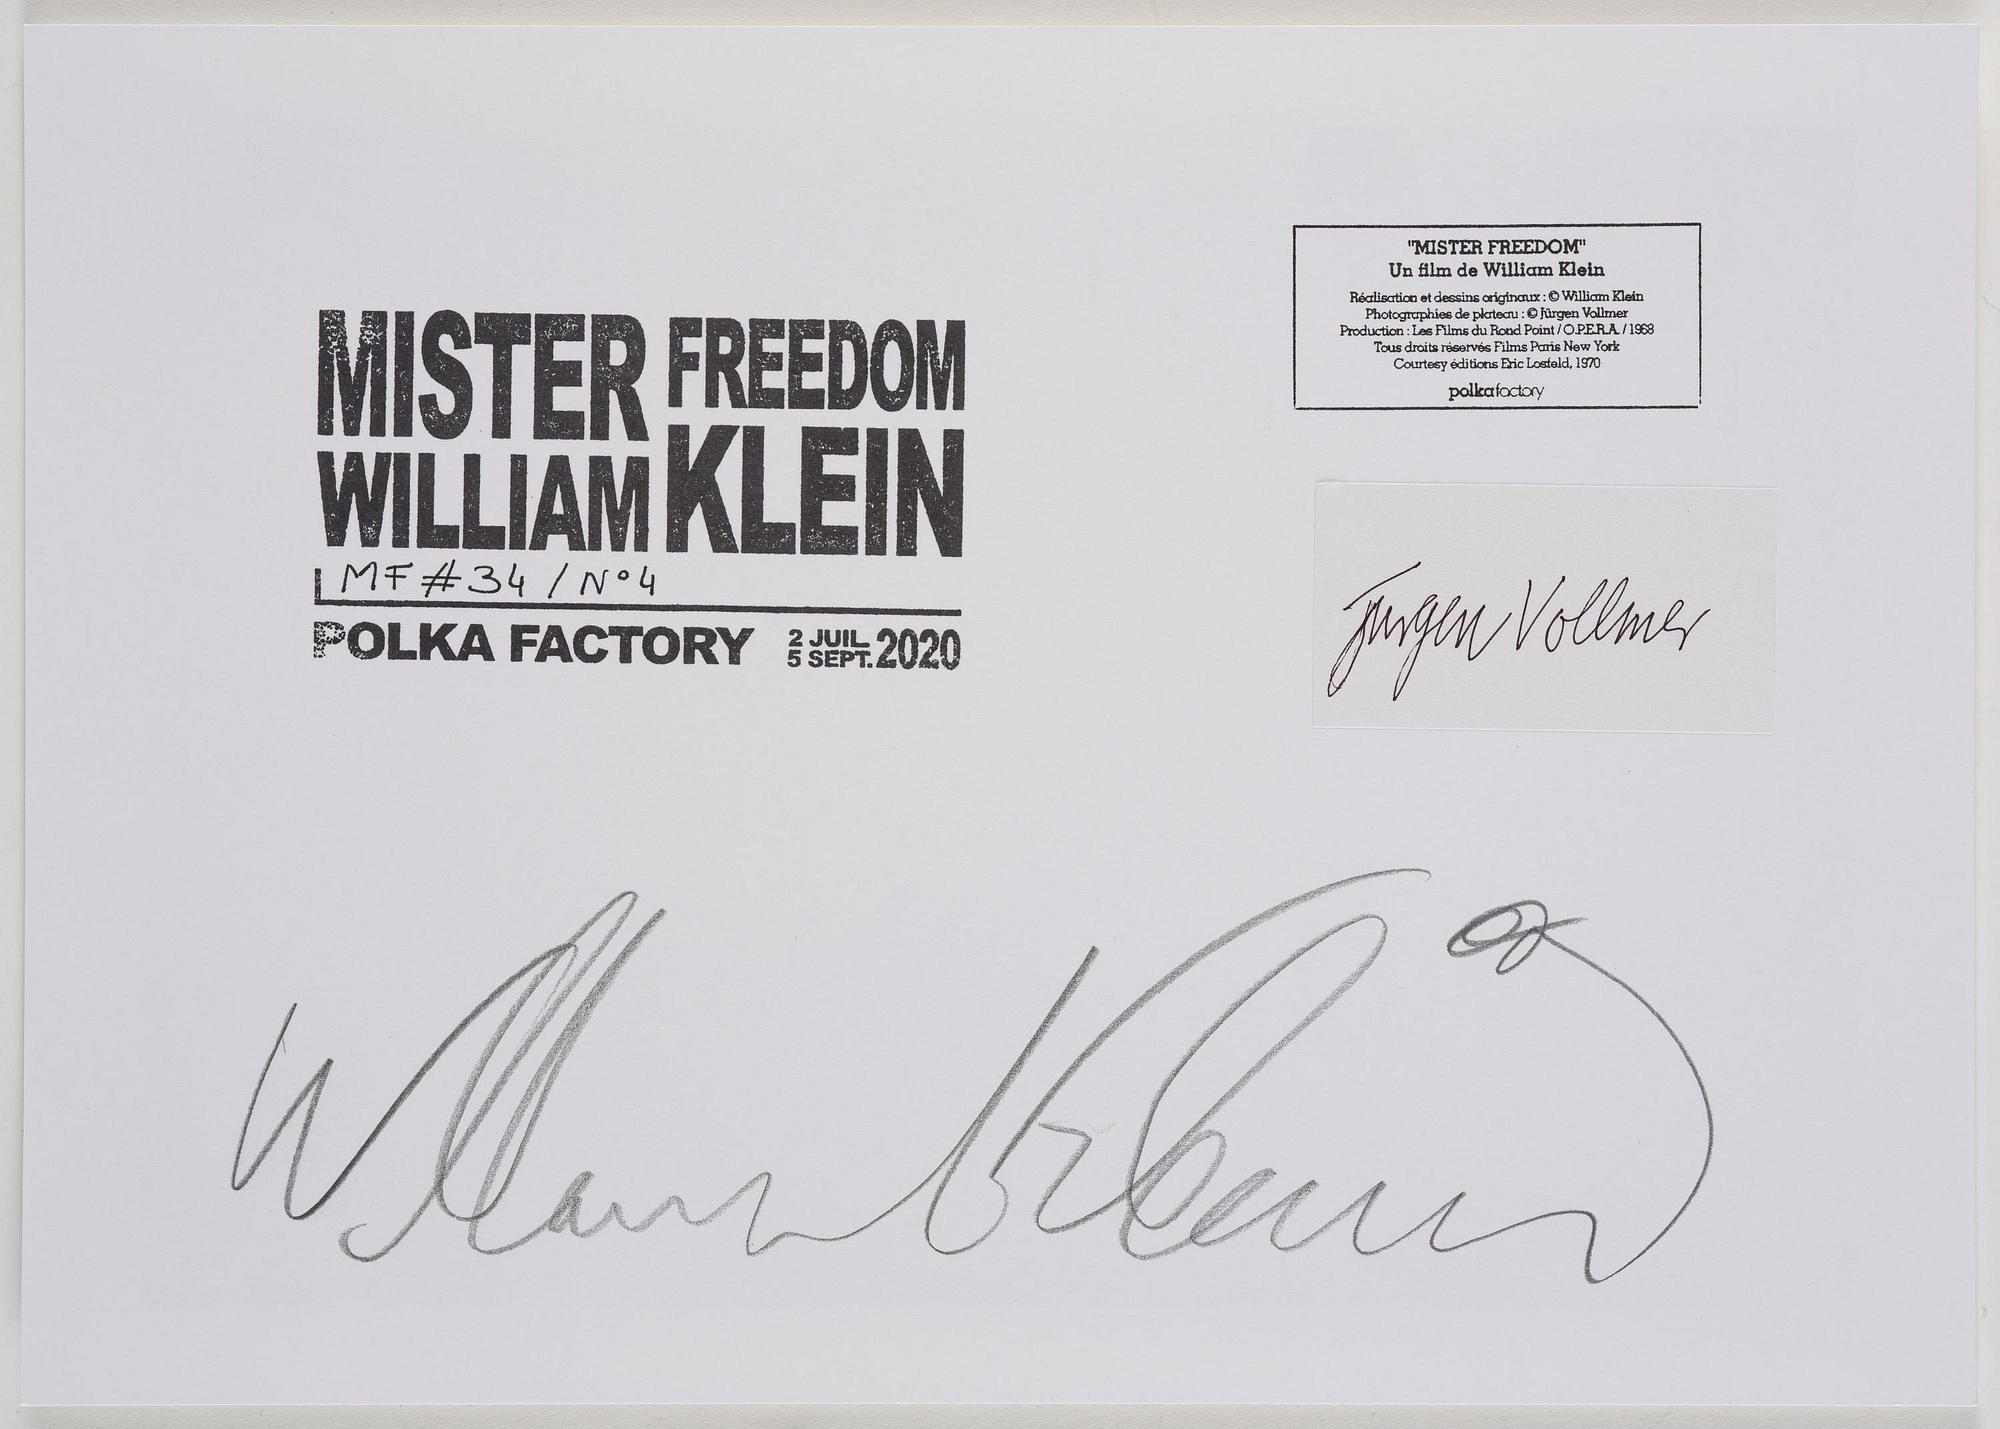 MISTER FREEDOM
WILLIAM KLEIN
MF #34 / N°4
POLKA FACTORY 2 JUIL. 5 SEPT. 2020
"MISTER FREEDOM"
Un film de William Klein
Réalisation et dessins originaux : © William Klein
Photographies de plateau : © Jürgen Vollmer
Production : Les Films du Rond Point / O.P.E.R.A. / 1968
Tous droits réservés Films Paris New York
Courtesy éditions Eric Losfeld, 1970
polkafactory
Jürgen Vollmer
William Klein